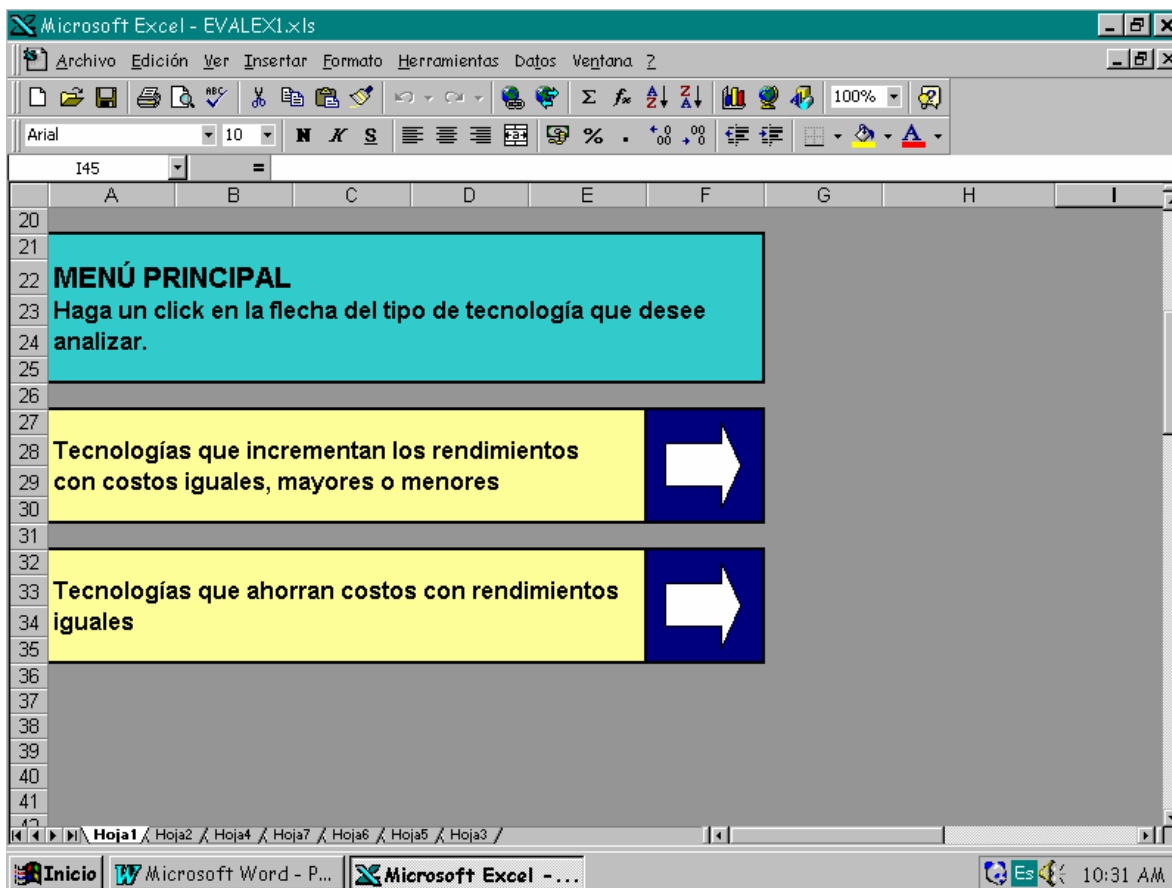 Microsoft Excel - EVALEX1.xls
Archivo Edición Ver Insertar Formato Herramientas Datos Ventana ?
100%
Arial 10 N K S
I45 =
A B C D E F G H I
20
21
22 MENÚ PRINCIPAL
23 Haga un click en la flecha del tipo de tecnología que desee
24 analizar.
25
26
27
28 Tecnologías que incrementan los rendimientos
29 con costos iguales, mayores o menores
30
31
32
33 Tecnologías que ahorran costos con rendimientos
34 iguales
35
36
37
38
39
40
41
42
Hoja1 Hoja2 Hoja4 Hoja7 Hoja6 Hoja5 Hoja3
Inicio Microsoft Word - P... Microsoft Excel -... Es 10:31 AM